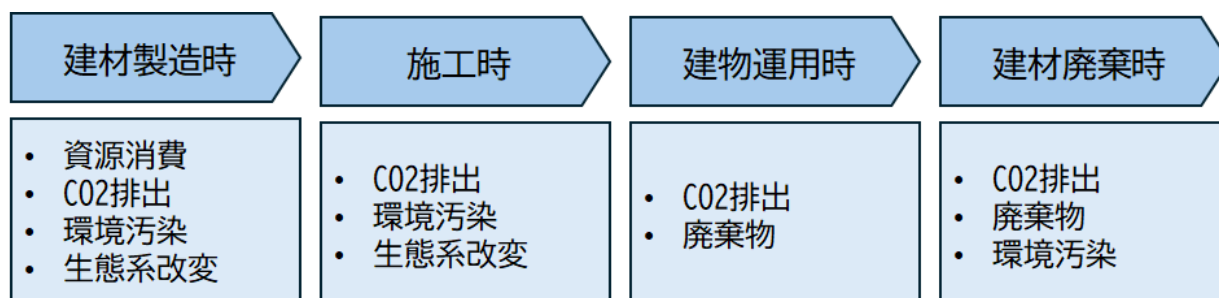 建材製造時
• 資源消費
• CO2排出
• 環境汚染
• 生態系改変
施工時
• CO2排出
• 環境汚染
• 生態系改変
建物運用時
• CO2排出
• 廃棄物
建材廃棄時
• CO2排出
• 廃棄物
• 環境汚染